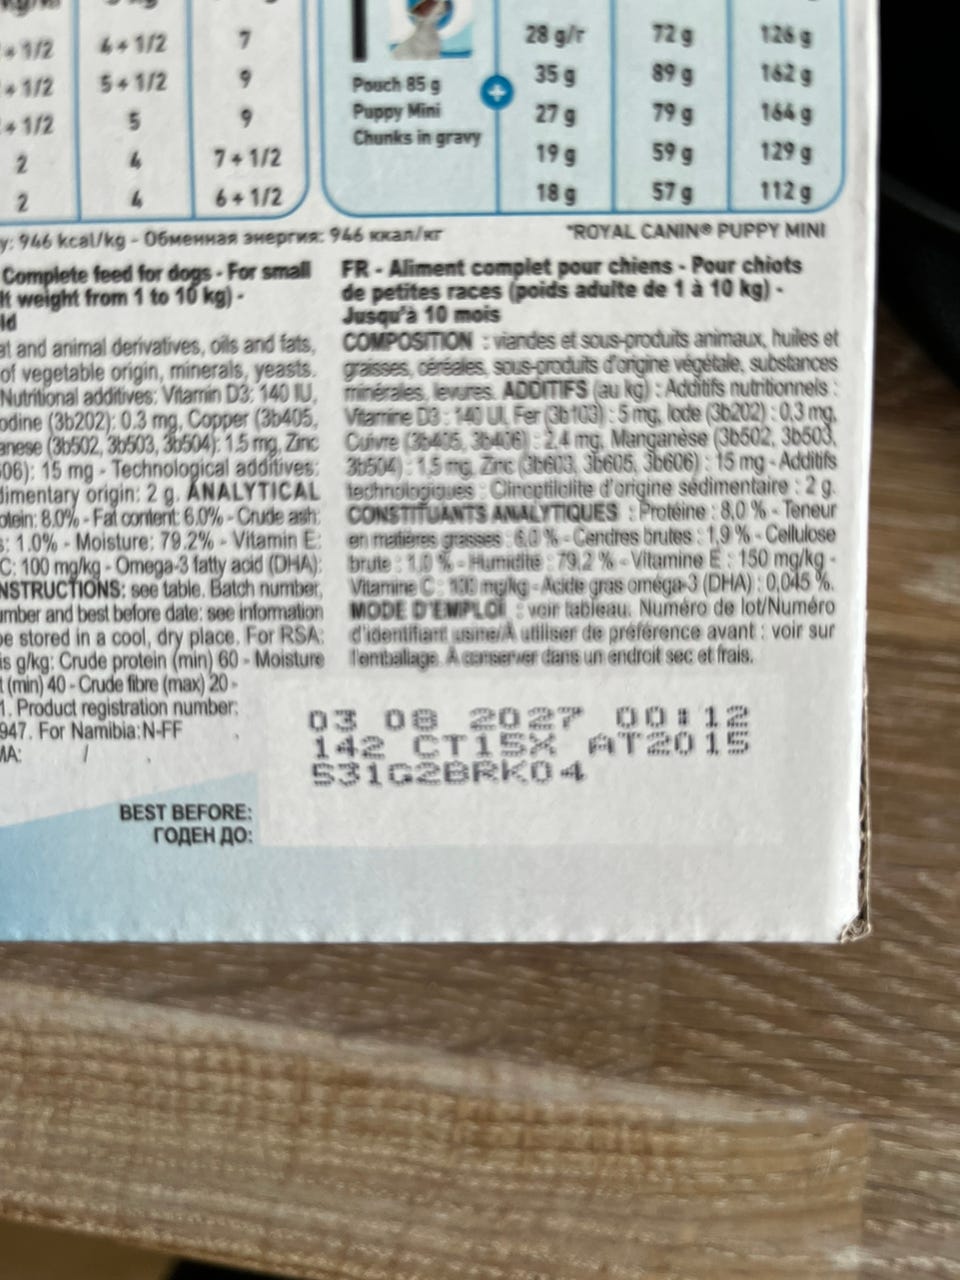 + 1/2 4 + 1/2 7
+ 1/2 5 + 1/2 9
+ 1/2 5 9
2 4 7 + 1/2
2 4 6 + 1/2
Pouch 85 g
Puppy Mini
Chunks in gravy
+
28 g/r 72 g 126 g
35 g 89 g 162 g
27 g 79 g 164 g
19 g 59 g 129 g
18 g 57 g 112 g
y: 946 kcal/kg - Обменная энергия: 946 ккал/кг
*ROYAL CANIN® PUPPY MINI
Complete feed for dogs - For small
lt weight from 1 to 10 kg) -
ld
at and animal derivatives, oils and fats,
of vegetable origin, minerals, yeasts.
Nutritional additives: Vitamin D3: 140 IU,
odine (3b202): 0.3 mg, Copper (3b405,
anese (3b502, 3b503, 3b504): 1.5 mg, Zinc
06): 15 mg - Technological additives:
dimentary origin: 2 g. ANALYTICAL
otein: 8.0% - Fat content: 6.0% - Crude ash:
s: 1.0% - Moisture: 79.2% - Vitamin E:
C: 100 mg/kg - Omega-3 fatty acid (DHA):
NSTRUCTIONS: see table. Batch number,
umber and best before date: see information
be stored in a cool, dry place. For RSA:
is g/kg: Crude protein (min) 60 - Moisture
t (min) 40 - Crude fibre (max) 20 -
1. Product registration number:
947. For Namibia:N-FF
MA: /
FR - Aliment complet pour chiens - Pour chiots
de petites races (poids adulte de 1 à 10 kg) -
Jusqu'à 10 mois
COMPOSITION : viandes et sous-produits animaux, huiles et
graisses, céréales, sous-produits d'origine végétale, substances
minérales, levures. ADDITIFS (au kg) : Additifs nutritionnels :
Vitamine D3 : 140 UI, Fer (3b103) : 5 mg, Iode (3b202) : 0,3 mg,
Cuivre (3b405, 3b406) : 2,4 mg, Manganèse (3b502, 3b503,
3b504) : 1,5 mg, Zinc (3b603, 3b605, 3b606) : 15 mg - Additifs
technologiques : Clinoptilolite d'origine sédimentaire : 2 g.
CONSTITUANTS ANALYTIQUES : Protéine : 8,0 % - Teneur
en matières grasses : 6,0 % - Cendres brutes : 1,9 % - Cellulose
brute : 1,0 % - Humidité : 79,2 % - Vitamine E : 150 mg/kg -
Vitamine C : 100 mg/kg - Acide gras oméga-3 (DHA) : 0,045 %.
MODE D'EMPLOI : voir tableau. Numéro de lot/Numéro
d'identifiant usine/À utiliser de préférence avant : voir sur
l'emballage. À conserver dans un endroit sec et frais.
03 08 2027 00:12
142 CT15X AT2015
531G2BRK04
BEST BEFORE:
ГОДЕН ДО: